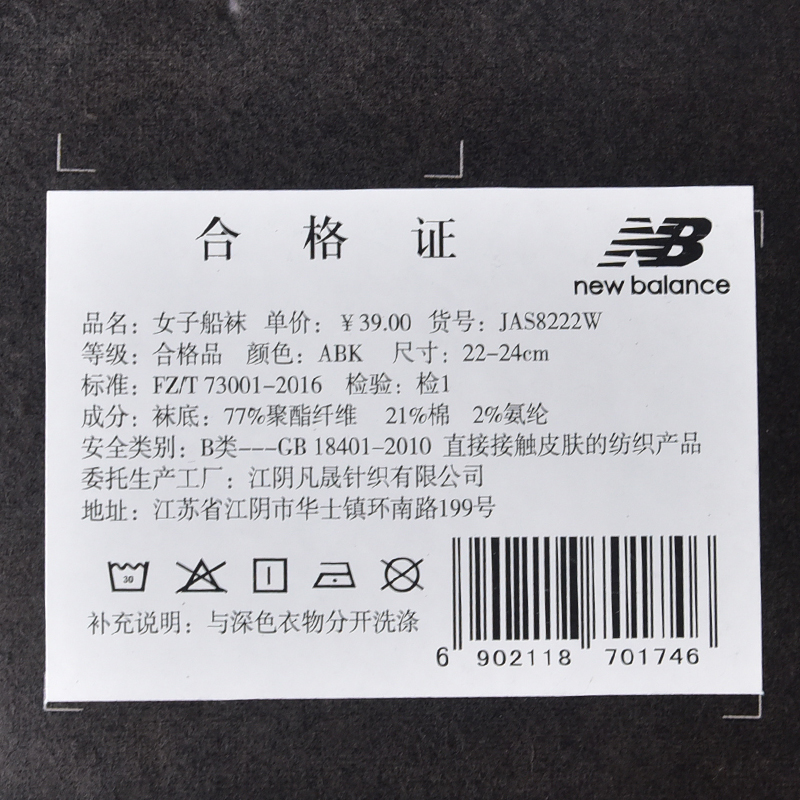 合格证
NB
new balance
品名：女子船袜 单价：￥39.00 货号：JAS8222W
等级：合格品 颜色：ABK 尺寸：22-24cm
标准：FZ/T 73001-2016 检验：检1
成分：袜底：77%聚酯纤维 21%棉 2%氨纶
安全类别：B类---GB 18401-2010 直接接触皮肤的纺织产品
委托生产工厂：江阴凡晟针织有限公司
地址：江苏省江阴市华士镇环南路199号
30
补充说明：与深色衣物分开洗涤
6 902118 701746